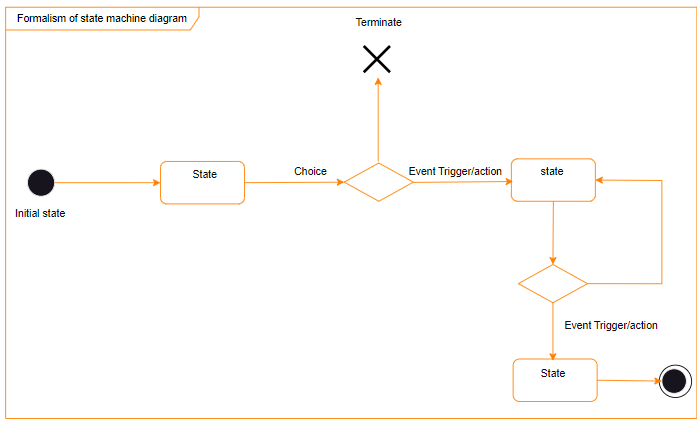 Formalism of state machine diagram
Terminate
State
Choice
Event Trigger/action
state
Initial state
Event Trigger/action
State